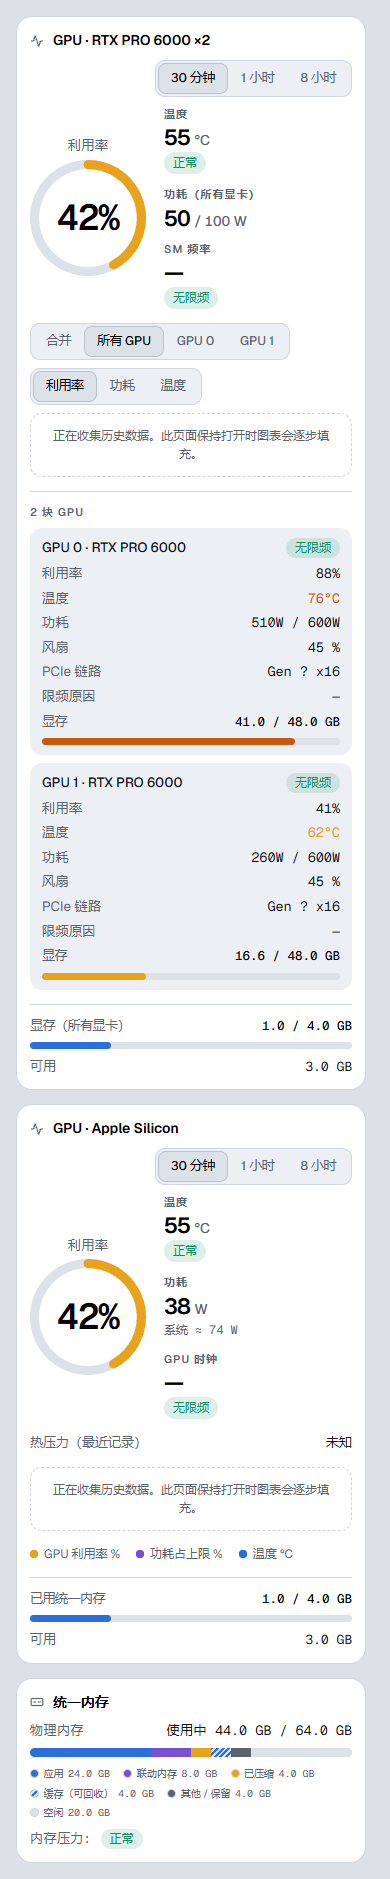 GPU · RTX PRO 6000 ×2
30 分钟 1 小时 8 小时
利用率
42%
温度
55 °C
正常
功耗（所有显卡）
50 / 100 W
SM 频率
—
无限频
合并 所有 GPU GPU 0 GPU 1
利用率 功耗 温度
正在收集历史数据。此页面保持打开时图表会逐步填
充。
2 块 GPU
GPU 0 · RTX PRO 6000 无限频
利用率 88%
温度 76°C
功耗 510W / 600W
风扇 45 %
PCIe 链路 Gen ? x16
限频原因 —
显存 41.0 / 48.0 GB
GPU 1 · RTX PRO 6000 无限频
利用率 41%
温度 62°C
功耗 260W / 600W
风扇 45 %
PCIe 链路 Gen ? x16
限频原因 —
显存 16.6 / 48.0 GB
显存（所有显卡） 1.0 / 4.0 GB
可用 3.0 GB
GPU · Apple Silicon
30 分钟 1 小时 8 小时
利用率
42%
温度
55 °C
正常
功耗
38 W
系统 ≈ 74 W
GPU 时钟
—
无限频
热压力（最近记录） 未知
正在收集历史数据。此页面保持打开时图表会逐步填
充。
GPU 利用率 % 功耗占上限 % 温度 °C
已用统一内存 1.0 / 4.0 GB
可用 3.0 GB
统一内存
物理内存 使用中 44.0 GB / 64.0 GB
应用 24.0 GB 联动内存 8.0 GB 已压缩 4.0 GB
缓存（可回收） 4.0 GB 其他 / 保留 4.0 GB
空闲 20.0 GB
内存压力： 正常